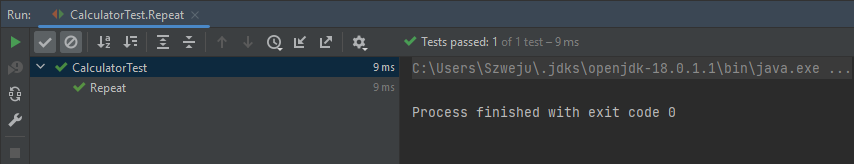 Run: CalculatorTest.Repeat ×
Tests passed: 1 of 1 test – 9 ms
CalculatorTest 9 ms
Repeat 9 ms
C:\Users\Szweju\.jdks\openjdk-18.0.1.1\bin\java.exe ...
Process finished with exit code 0